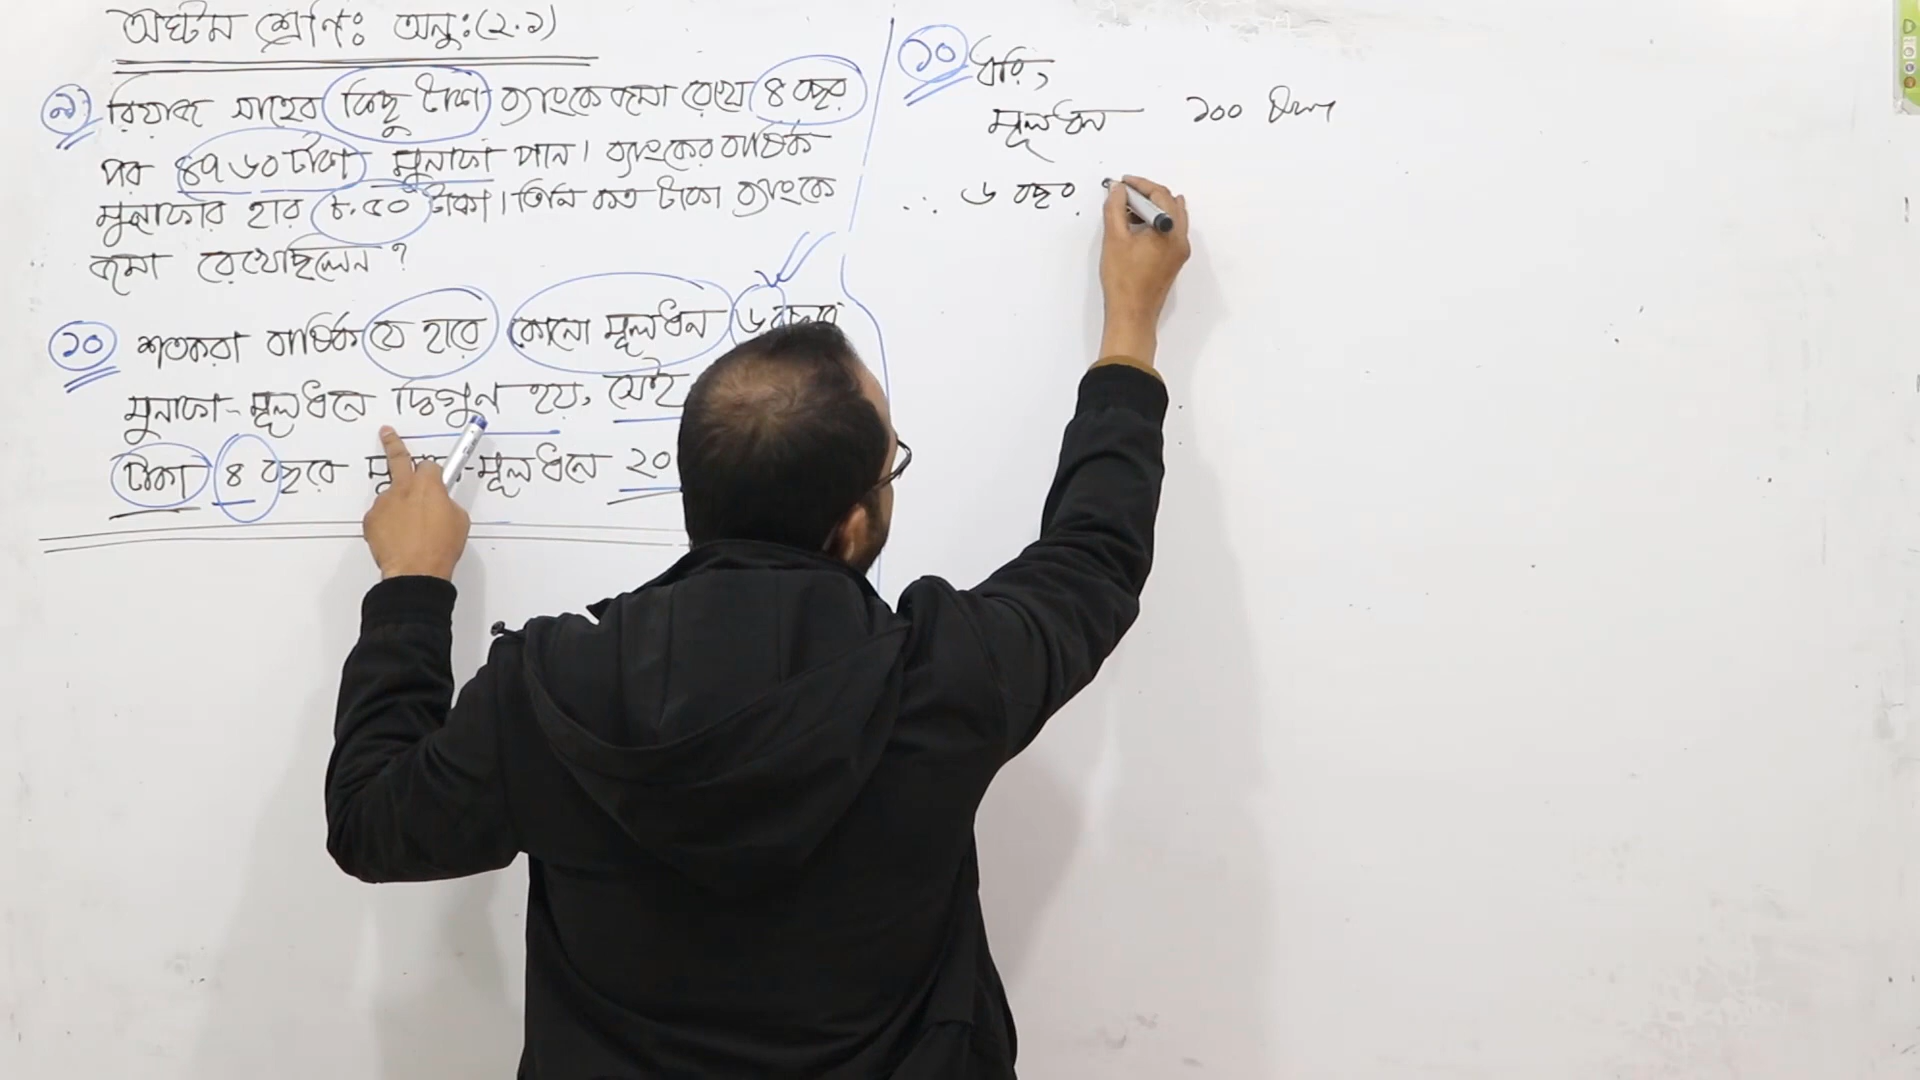 অষ্টম শ্রেণিঃ অনু:(২.১)
৯) রিয়াজ সাহেব কিছু টাকা ব্যাংকে জমা রেখে ৪ বছর
পর ৪৭৬০ টাকা মুনাফা পান। ব্যাংকের বার্ষিক
মুনাফার হার ৮.৫০ টাকা। তিনি কত টাকা ব্যাংকে
জমা রেখেছিলেন?
১০ শতকরা বার্ষিক যে হারে কোনো মূলধন ৬ বছরে
মুনাফা-মূলধনে দ্বিগুন হয়, সেই
টাকা ৪ বছরে মূলধনে ২০
১০ ধরি,
মূলধন ১০০ টাকা
∴ ৬ বছর